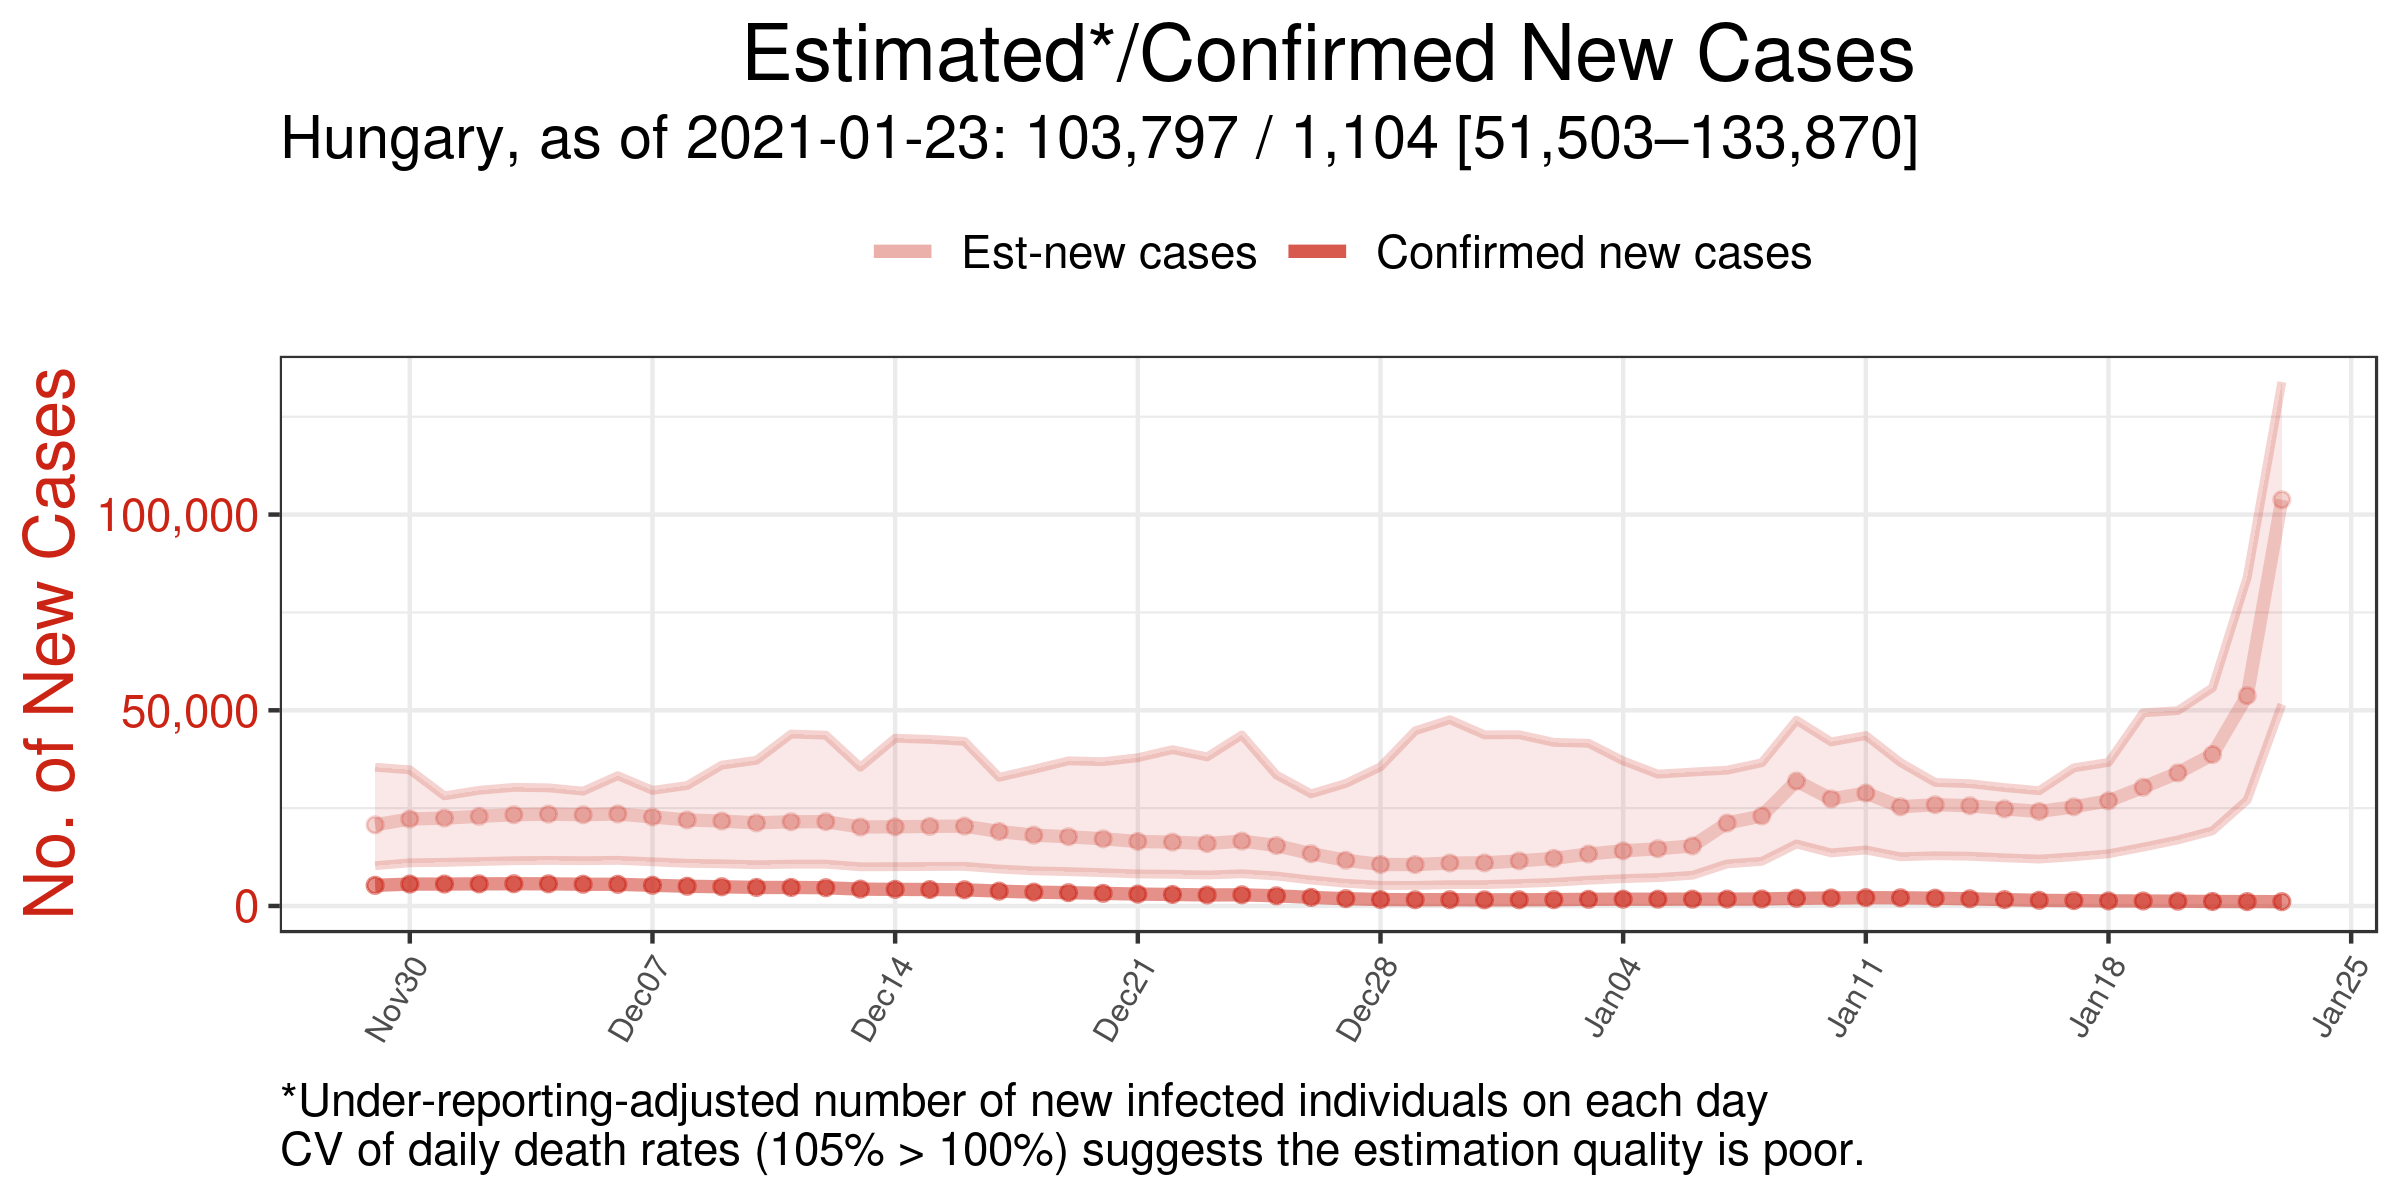 Estimated*/Confirmed New Cases
Hungary, as of 2021-01-23: 103,797 / 1,104 [51,503–133,870]
Est-new cases
Confirmed new cases
No. of New Cases
100,000
50,000
0
Nov30
Dec07
Dec14
Dec21
Dec28
Jan04
Jan11
Jan18
Jan25
*Under-reporting-adjusted number of new infected individuals on each day
CV of daily death rates (105% > 100%) suggests the estimation quality is poor.